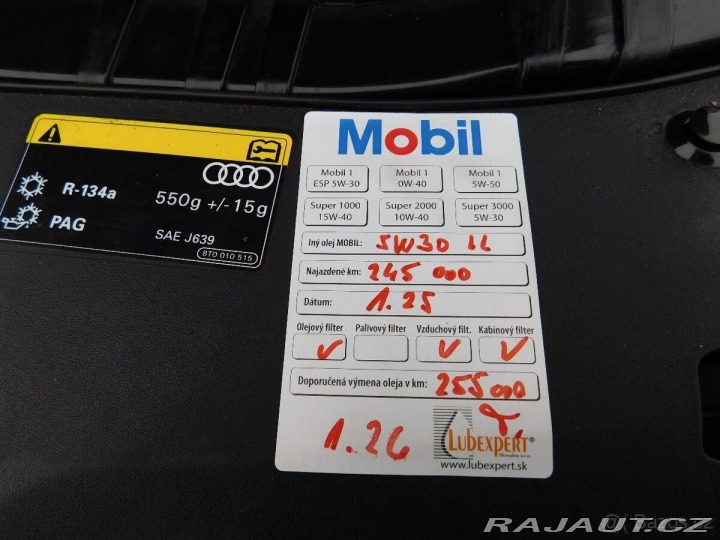 R-134a
550g +/- 15g
PAG
SAE J639
8T0 010 515
Mobil
Mobil 1
ESP 5W-30
Mobil 1
0W-40
Mobil 1
5W-50
Super 1000
15W-40
Super 2000
10W-40
Super 3000
5W-30
Iný olej MOBIL: 5W30 LL
Najazdené km: 245 000
Dátum: 1.25
Olejový filter
Palivový filter
Vzduchový filt.
Kabínový filter
Doporučená výmena oleja v km: 255 000
1.26
LUBEXPERT®
Slovakia s.r.o.
www.lubexpert.sk
RAJAUT.CZ